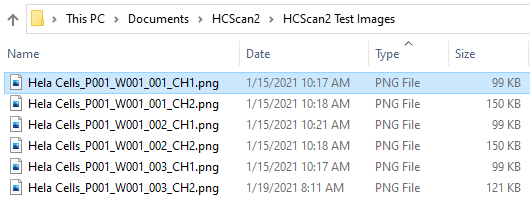 This PC > Documents > HCScan2 > HCScan2 Test Images
Name Date Type Size
Hela Cells_P001_W001_001_CH1.png 1/15/2021 10:17 AM PNG File 99 KB
Hela Cells_P001_W001_001_CH2.png 1/15/2021 10:18 AM PNG File 150 KB
Hela Cells_P001_W001_002_CH1.png 1/15/2021 10:21 AM PNG File 99 KB
Hela Cells_P001_W001_002_CH2.png 1/15/2021 10:18 AM PNG File 150 KB
Hela Cells_P001_W001_003_CH1.png 1/15/2021 10:17 AM PNG File 99 KB
Hela Cells_P001_W001_003_CH2.png 1/19/2021 8:11 AM PNG File 121 KB